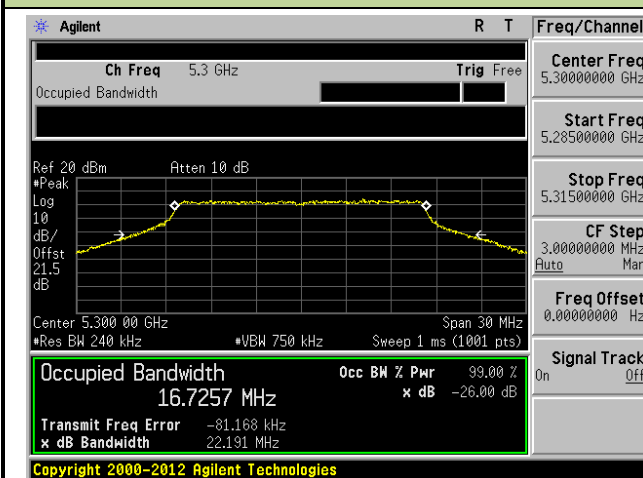 Agilent R T
Ch Freq 5.3 GHz Trig Free
Occupied Bandwidth
Ref 20 dBm Atten 10 dB
#Peak
Log
10
dB/
Offst
21.5
dB
Center 5.300 00 GHz Span 30 MHz
#Res BW 240 kHz #VBW 750 kHz Sweep 1 ms (1001 pts)
Occupied Bandwidth Occ BW % Pwr 99.00 %
16.7257 MHz x dB -26.00 dB
Transmit Freq Error -81.168 kHz
x dB Bandwidth 22.191 MHz
Copyright 2000-2012 Agilent Technologies
Freq/Channel
Center Freq
5.30000000 GHz
Start Freq
5.28500000 GHz
Stop Freq
5.31500000 GHz
CF Step
3.00000000 MHz
Auto Man
Freq Offset
0.00000000 Hz
Signal Track
On Off